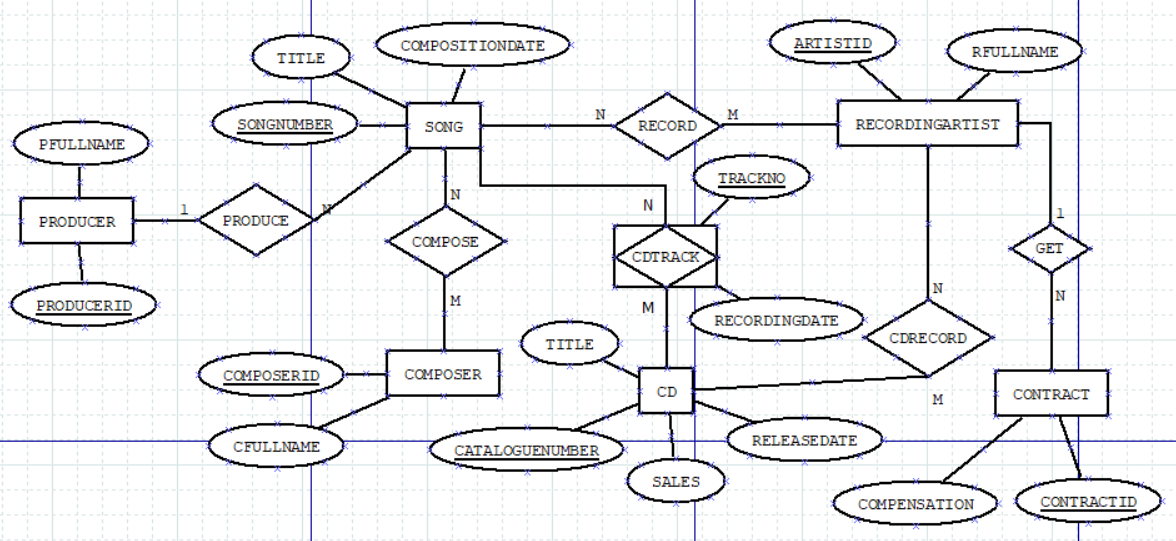 TITLE
COMPOSITIONDATE
ARTISTID
RFULLNAME
SONGNUMBER
SONG
N
RECORD
M
RECORDINGARTIST
PFULLNAME
TRACKNO
PRODUCER
1
PRODUCE
N
N
COMPOSE
M
N
CDTRACK
M
1
GET
N
PRODUCERID
RECORDINGDATE
N
CDRECORD
M
TITLE
COMPOSERID
COMPOSER
CD
CONTRACT
CFULLNAME
CATALOGUENUMBER
RELEASEDATE
SALES
COMPENSATION
CONTRACTID